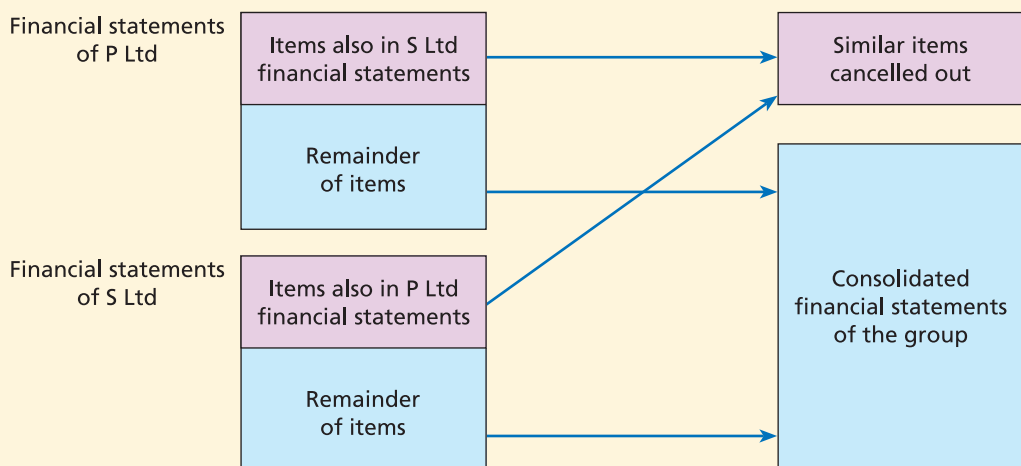 Financial statements
of P Ltd
Items also in S Ltd
financial statements
Remainder
of items
Similar items
cancelled out
Financial statements
of S Ltd
Items also in P Ltd
financial statements
Remainder
of items
Consolidated
financial statements
of the group